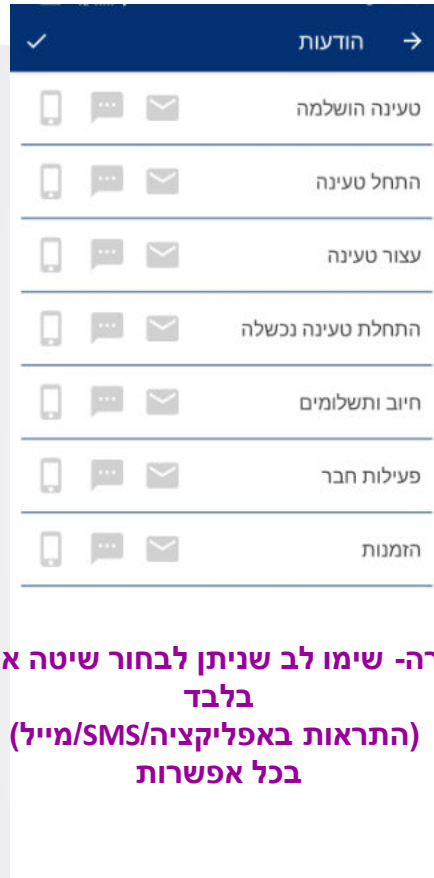 הודעות
טעינה הושלמה
התחל טעינה
עצור טעינה
התחלת טעינה נכשלה
חיוב ותשלומים
פעילות חבר
הזמנות
שימו לב שניתן לבחור שיטה
בלבד
(התראות באפליקציה/SMS/מייל)
בכל אפשרות